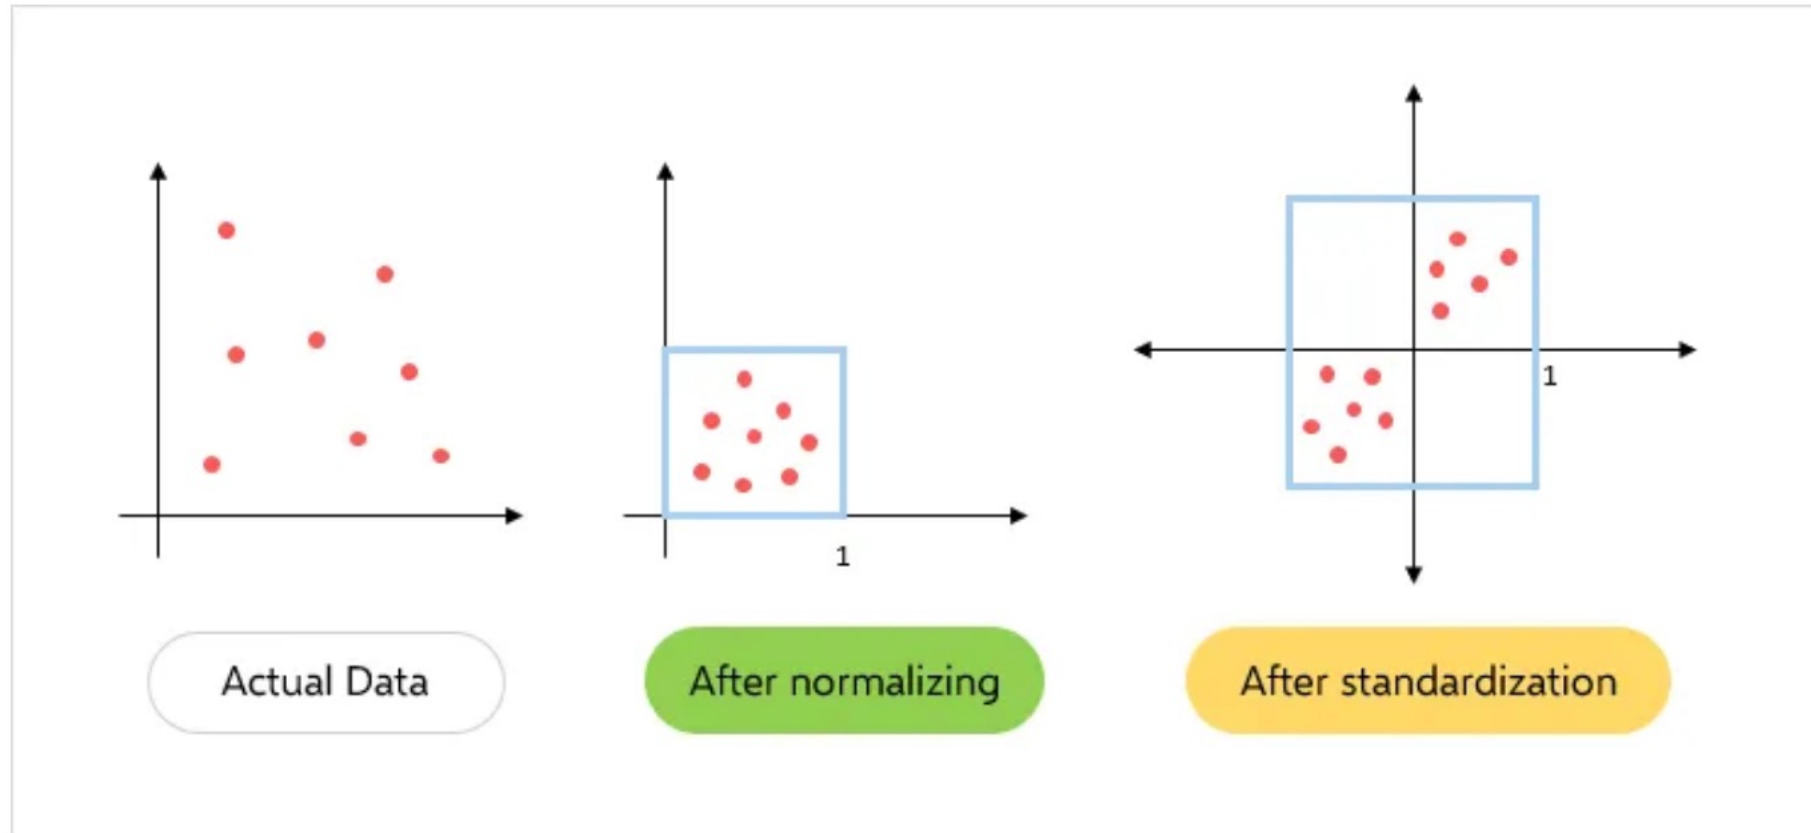 1
1
Actual Data
After normalizing
After standardization